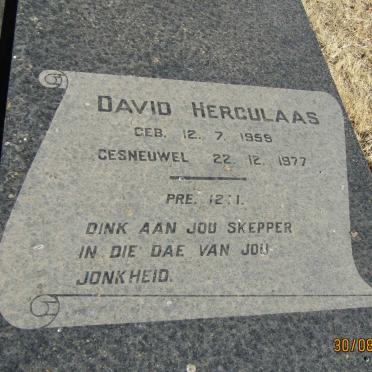 DAVID HERCULAAS
GEB. 12. 7. 1959
GESNEUWEL 22. 12. 1977
PRE. 12:1.
DINK AAN JOU SKEPPER
IN DIE DAE VAN JOU
JONKHEID.
30/08